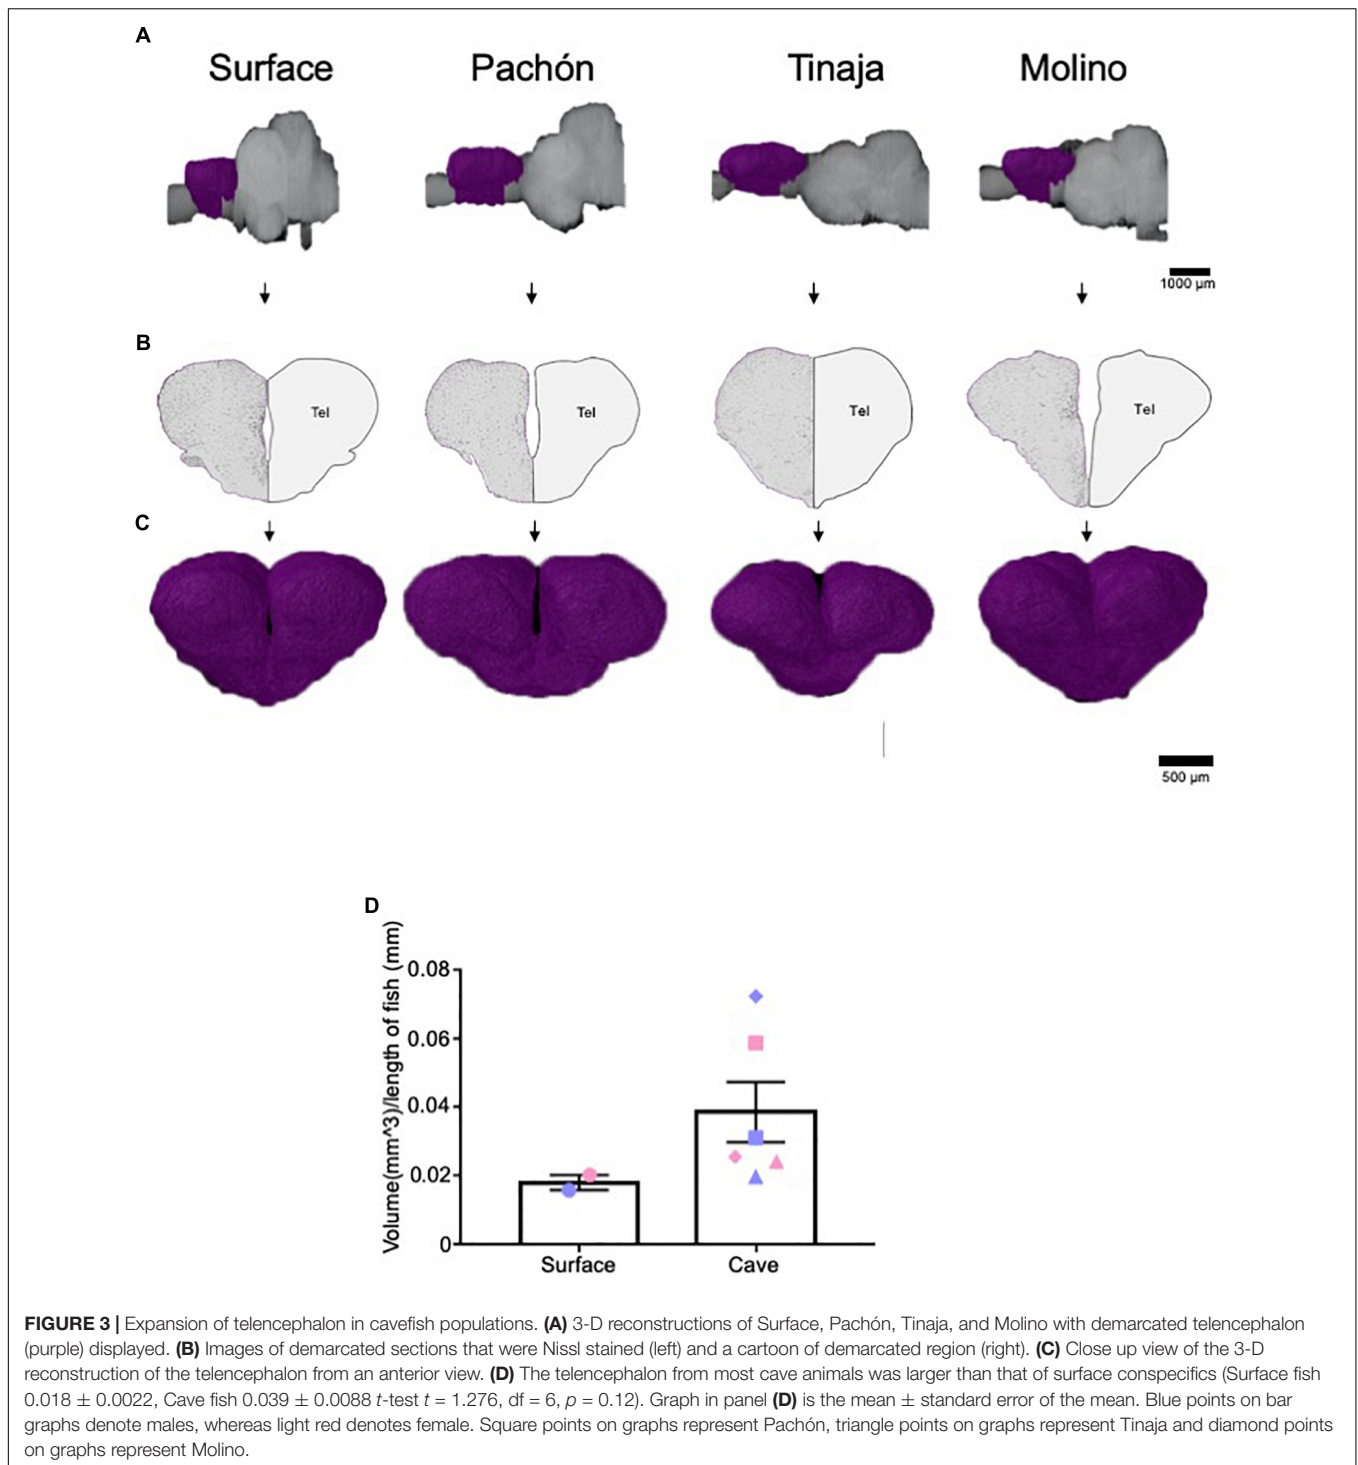 A
Surface Pachón Tinaja Molino
1000 µm
B
Tel Tel Tel Tel
C
500 µm
D
Volume(mm^3)/length of fish (mm)
0.08
0.06
0.04
0.02
0
Surface Cave
FIGURE 3 | Expansion of telencephalon in cavefish populations. (A) 3-D reconstructions of Surface, Pachón, Tinaja, and Molino with demarcated telencephalon
(purple) displayed. (B) Images of demarcated sections that were Nissl stained (left) and a cartoon of demarcated region (right). (C) Close up view of the 3-D
reconstruction of the telencephalon from an anterior view. (D) The telencephalon from most cave animals was larger than that of surface conspecifics (Surface fish
0.018 ± 0.0022, Cave fish 0.039 ± 0.0088 t-test t = 1.276, df = 6, p = 0.12). Graph in panel (D) is the mean ± standard error of the mean. Blue points on bar
graphs denote males, whereas light red denotes female. Square points on graphs represent Pachón, triangle points on graphs represent Tinaja and diamond points
on graphs represent Molino.